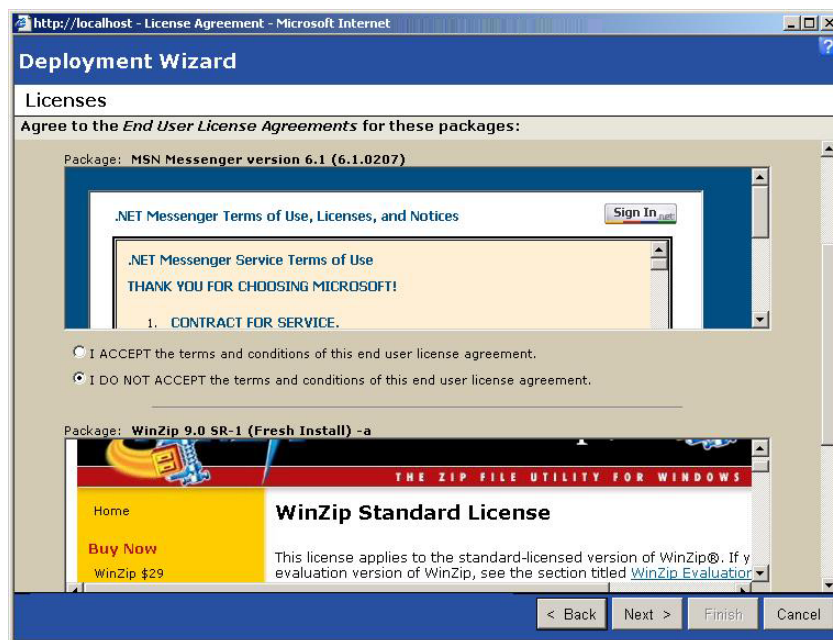 http://localhost - License Agreement - Microsoft Internet
Deployment Wizard
Licenses
Agree to the End User License Agreements for these packages:
Package: MSN Messenger version 6.1 (6.1.0207)
.NET Messenger Terms of Use, Licenses, and Notices
Sign In .net
.NET Messenger Service Terms of Use
THANK YOU FOR CHOOSING MICROSOFT!
1. CONTRACT FOR SERVICE.
I ACCEPT the terms and conditions of this end user license agreement.
I DO NOT ACCEPT the terms and conditions of this end user license agreement.
Package: WinZip 9.0 SR-1 (Fresh Install) -a
THE ZIP FILE UTILITY FOR WINDOWS
Home
WinZip Standard License
Buy Now
This license applies to the standard-licensed version of WinZip®. If y
WinZip $29
evaluation version of WinZip, see the section titled WinZip Evaluation
< Back
Next >
Finish
Cancel